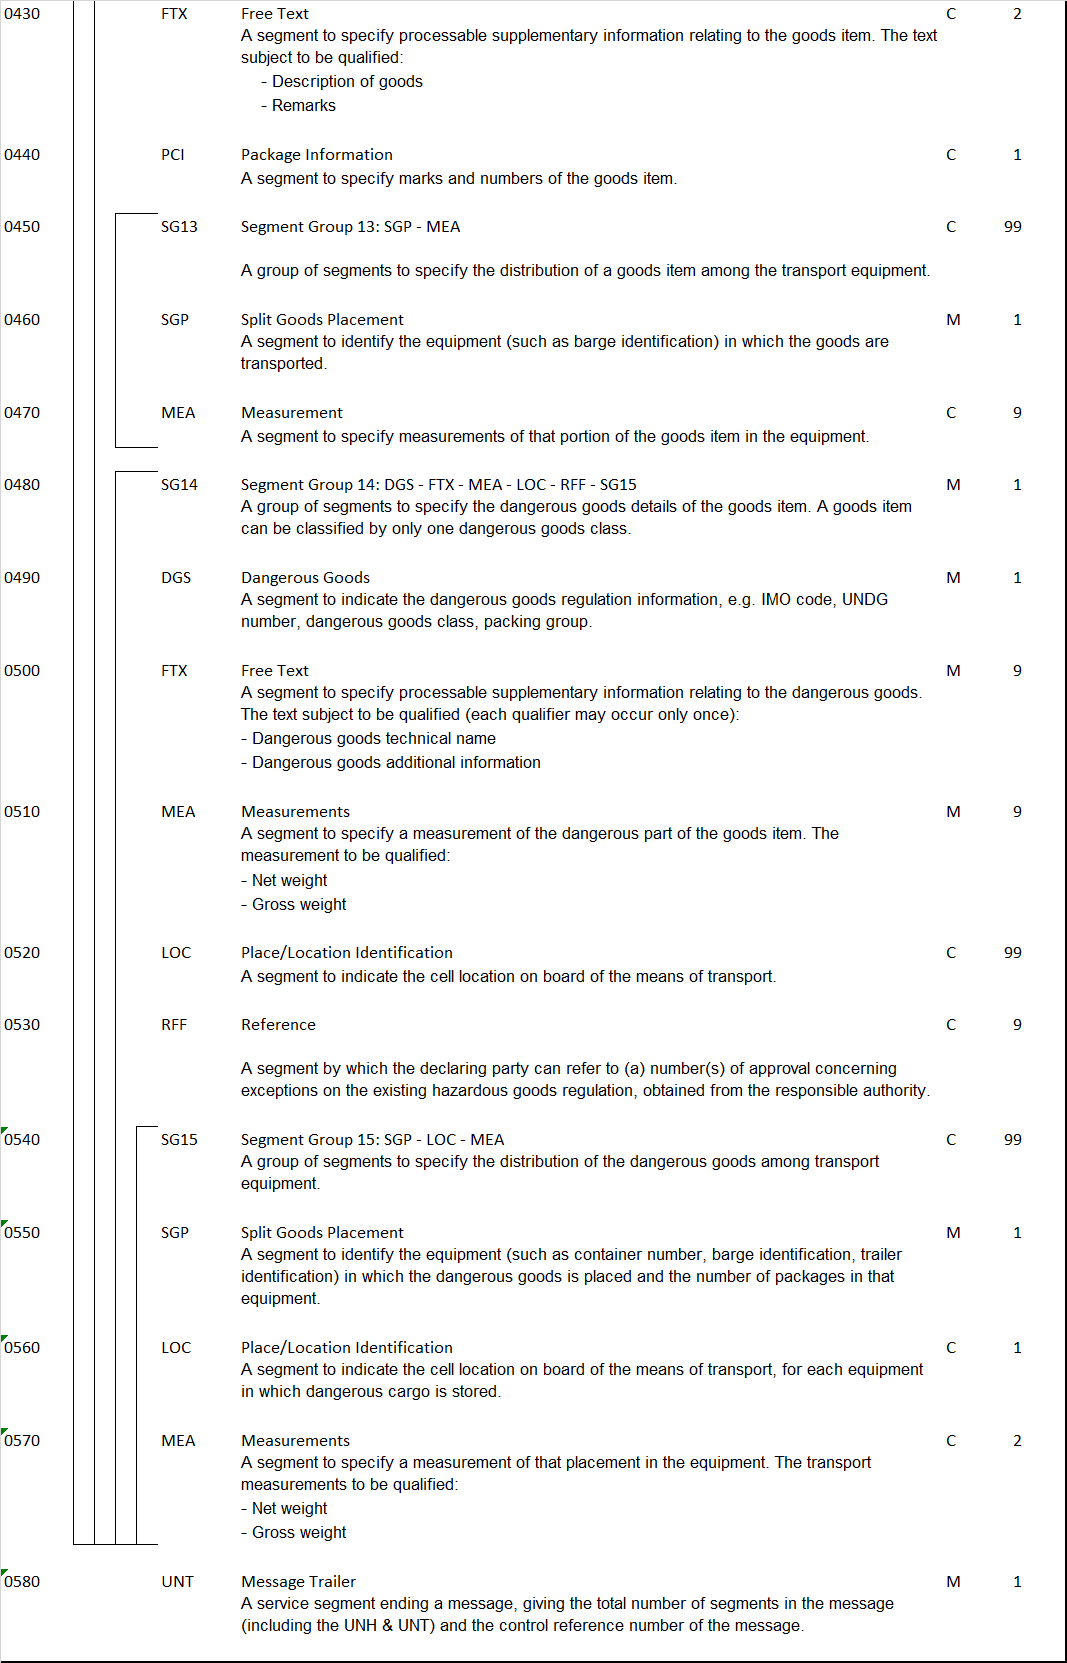 0430 FTX Free Text C 2
A segment to specify processable supplementary information relating to the goods item. The text
subject to be qualified:
- Description of goods
- Remarks
0440 PCI Package Information C 1
A segment to specify marks and numbers of the goods item.
0450 SG13 Segment Group 13: SGP - MEA C 99
A group of segments to specify the distribution of a goods item among the transport equipment.
0460 SGP Split Goods Placement M 1
A segment to identify the equipment (such as barge identification) in which the goods are
transported.
0470 MEA Measurement C 9
A segment to specify measurements of that portion of the goods item in the equipment.
0480 SG14 Segment Group 14: DGS - FTX - MEA - LOC - RFF - SG15 M 1
A group of segments to specify the dangerous goods details of the goods item. A goods item
can be classified by only one dangerous goods class.
0490 DGS Dangerous Goods M 1
A segment to indicate the dangerous goods regulation information, e.g. IMO code, UNDG
number, dangerous goods class, packing group.
0500 FTX Free Text M 9
A segment to specify processable supplementary information relating to the dangerous goods.
The text subject to be qualified (each qualifier may occur only once):
- Dangerous goods technical name
- Dangerous goods additional information
0510 MEA Measurements M 9
A segment to specify a measurement of the dangerous part of the goods item. The
measurement to be qualified:
- Net weight
- Gross weight
0520 LOC Place/Location Identification C 99
A segment to indicate the cell location on board of the means of transport.
0530 RFF Reference C 9
A segment by which the declaring party can refer to (a) number(s) of approval concerning
exceptions on the existing hazardous goods regulation, obtained from the responsible authority.
0540 SG15 Segment Group 15: SGP - LOC - MEA C 99
A group of segments to specify the distribution of the dangerous goods among transport
equipment.
0550 SGP Split Goods Placement M 1
A segment to identify the equipment (such as container number, barge identification, trailer
identification) in which the dangerous goods is placed and the number of packages in that
equipment.
0560 LOC Place/Location Identification C 1
A segment to indicate the cell location on board of the means of transport, for each equipment
in which dangerous cargo is stored.
0570 MEA Measurements C 2
A segment to specify a measurement of that placement in the equipment. The transport
measurements to be qualified:
- Net weight
- Gross weight
0580 UNT Message Trailer M 1
A service segment ending a message, giving the total number of segments in the message
(including the UNH & UNT) and the control reference number of the message.